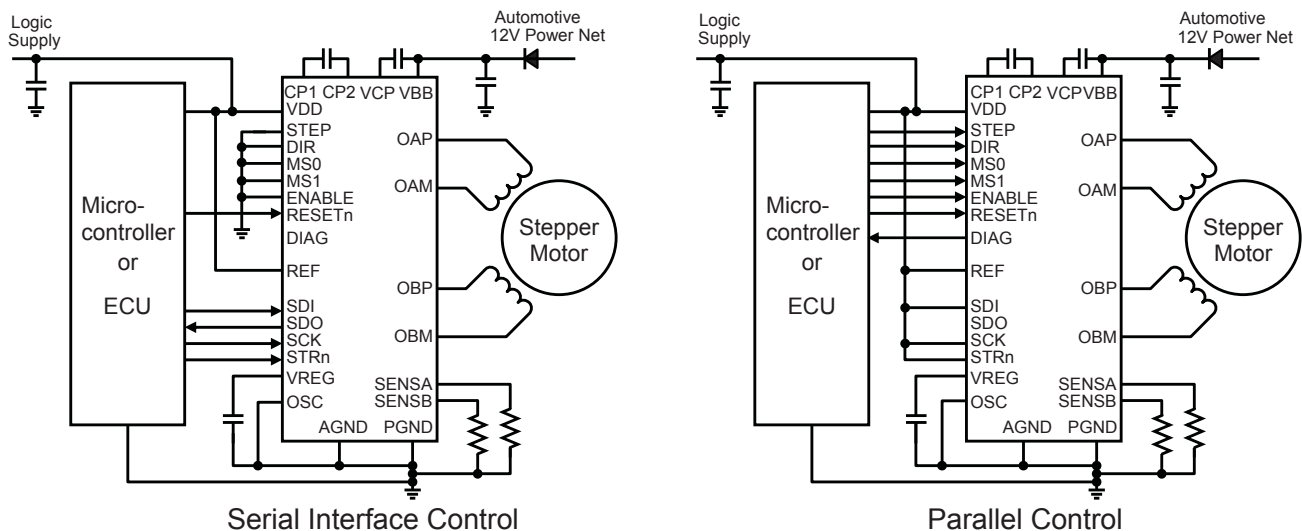 Logic
Supply
Automotive
12V Power Net
CP1 CP2 VCP VBB
VDD
STEP
DIR
MS0
MS1
ENABLE
RESETn
DIAG
REF
SDI
SDO
SCK
STRn
VREG
OSC
AGND PGND
OAP
OAM
OBP
OBM
SENSA
SENSB
Micro-
controller
or
ECU
Stepper
Motor
Serial Interface Control
Logic
Supply
Automotive
12V Power Net
CP1 CP2 VCP VBB
VDD
STEP
DIR
MS0
MS1
ENABLE
RESETn
DIAG
REF
SDI
SDO
SCK
STRn
VREG
OSC
AGND PGND
OAP
OAM
OBP
OBM
SENSA
SENSB
Micro-
controller
or
ECU
Stepper
Motor
Parallel Control